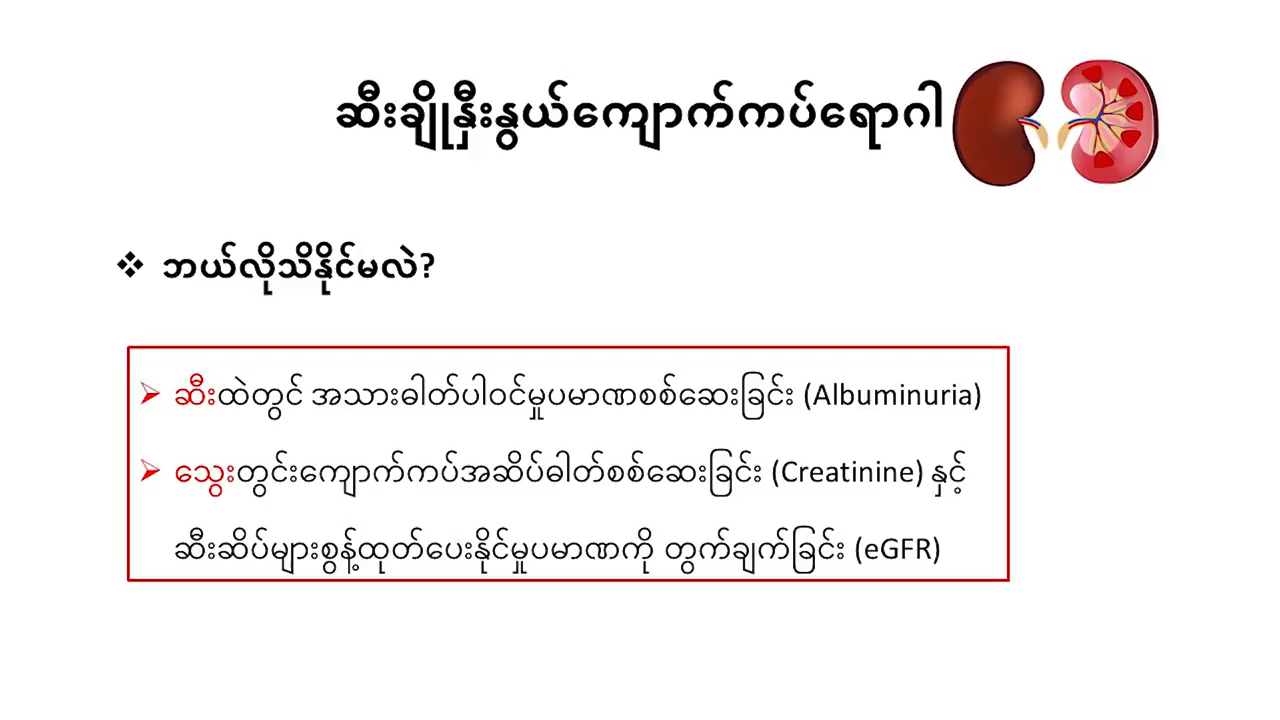 ဆီးချိုနှီးနွယ်ကျောက်ကပ်ရောဂါ
❖ ဘယ်လိုသိနိုင်မလဲ?
➢ ဆီးထဲတွင် အသားဓါတ်ပါဝင်မှုပမာဏစစ်ဆေးခြင်း (Albuminuria)
➢ သွေးတွင်းကျောက်ကပ်အဆိပ်ဓါတ်စစ်ဆေးခြင်း (Creatinine) နှင့်
ဆီးဆိပ်များစွန့်ထုတ်ပေးနိုင်မှုပမာဏကို တွက်ချက်ခြင်း (eGFR)